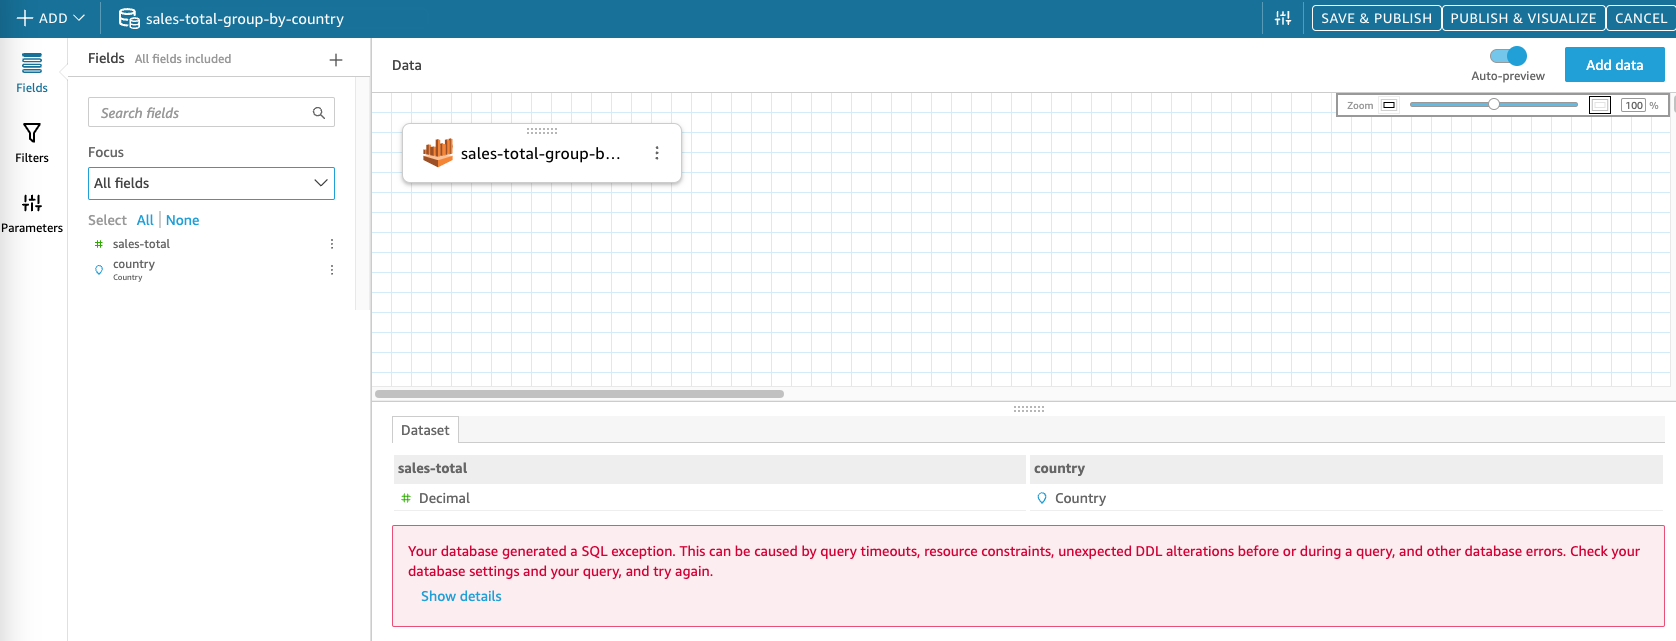 ADD
sales-total-group-by-country
SAVE & PUBLISH
PUBLISH & VISUALIZE
CANCEL
Fields
Filters
Parameters
Fields All fields included
Search fields
Focus
All fields
Select All None
# sales-total
country
Country
Data
Auto-preview
Add data
Zoom
100 %
sales-total-group-b...
Dataset
sales-total country
# Decimal Country
Your database generated a SQL exception. This can be caused by query timeouts, resource constraints, unexpected DDL alterations before or during a query, and other database errors. Check your
database settings and your query, and try again.
Show details